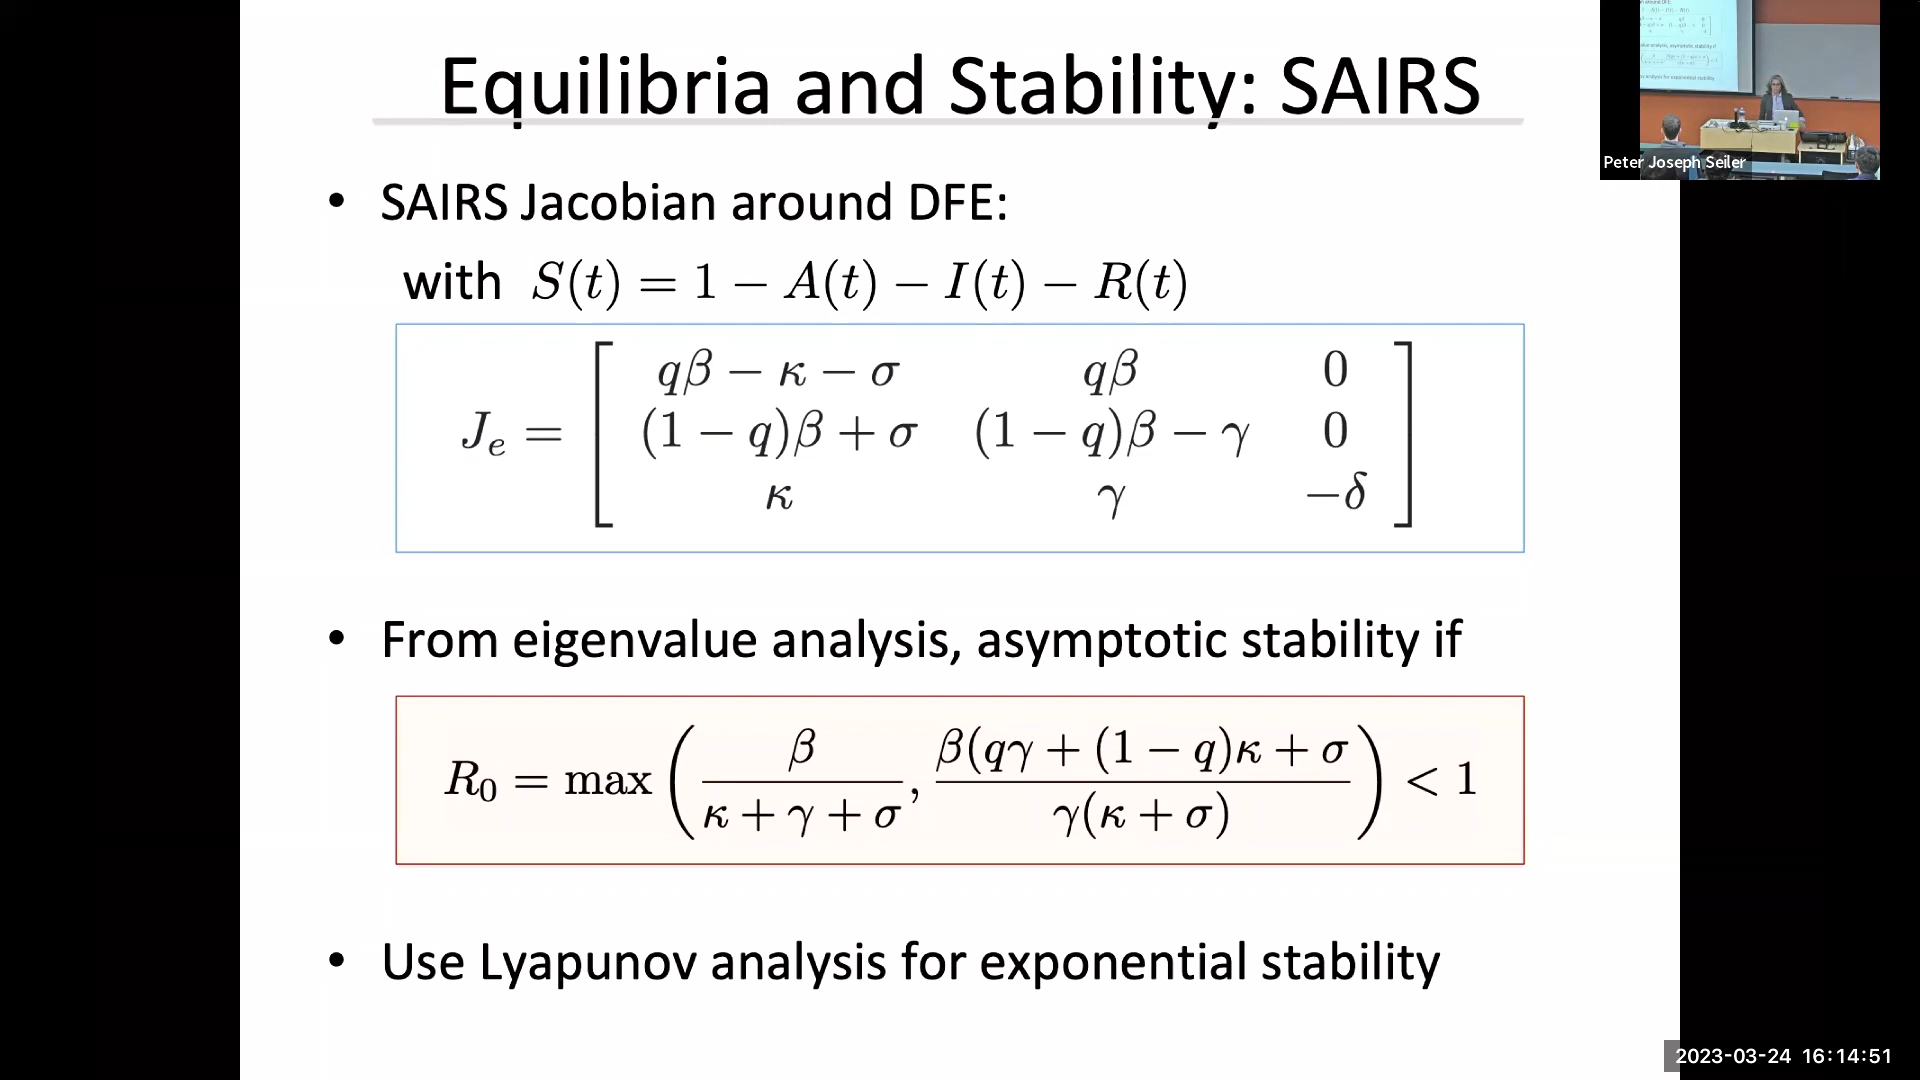 Equilibria and Stability: SAIRS
• SAIRS Jacobian around DFE:
with S(t) = 1 − A(t) − I(t) − R(t)
J_e = [ qβ − κ − σ   qβ   0
(1 − q)β + σ   (1 − q)β − γ   0
κ   γ   −δ ]
• From eigenvalue analysis, asymptotic stability if
R_0 = max ( β / κ + γ + σ , β(qγ + (1 − q)κ + σ / γ(κ + σ) ) < 1
• Use Lyapunov analysis for exponential stability
Peter Joseph Seiler
2023-03-24 16:14:51